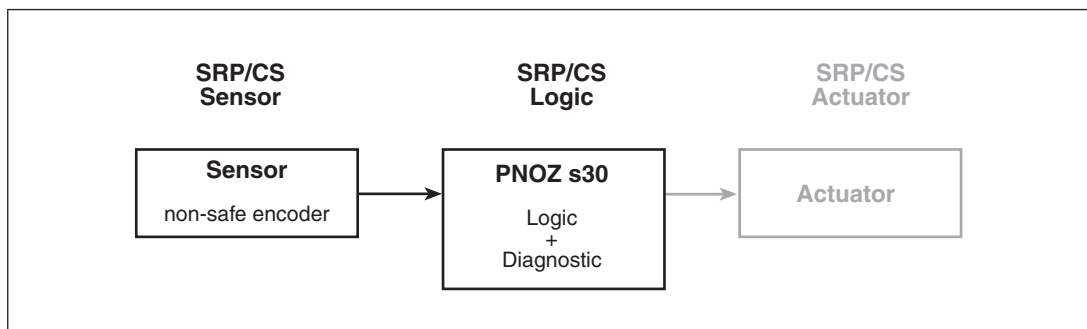 SRP/CS
Sensor
SRP/CS
Logic
SRP/CS
Actuator
Sensor
non-safe encoder
PNOZ s30
Logic
+
Diagnostic
Actuator